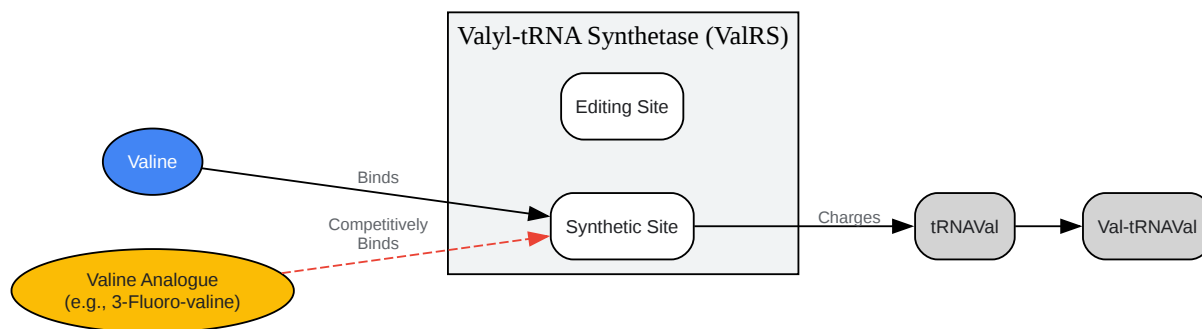 Valyl-tRNA Synthetase (ValRS)
Editing Site
Valine
Binds
Competitively
Binds
Synthetic Site
Charges
tRNAVal
Val-tRNAVal
Valine Analogue
(e.g., 3-Fluoro-valine)